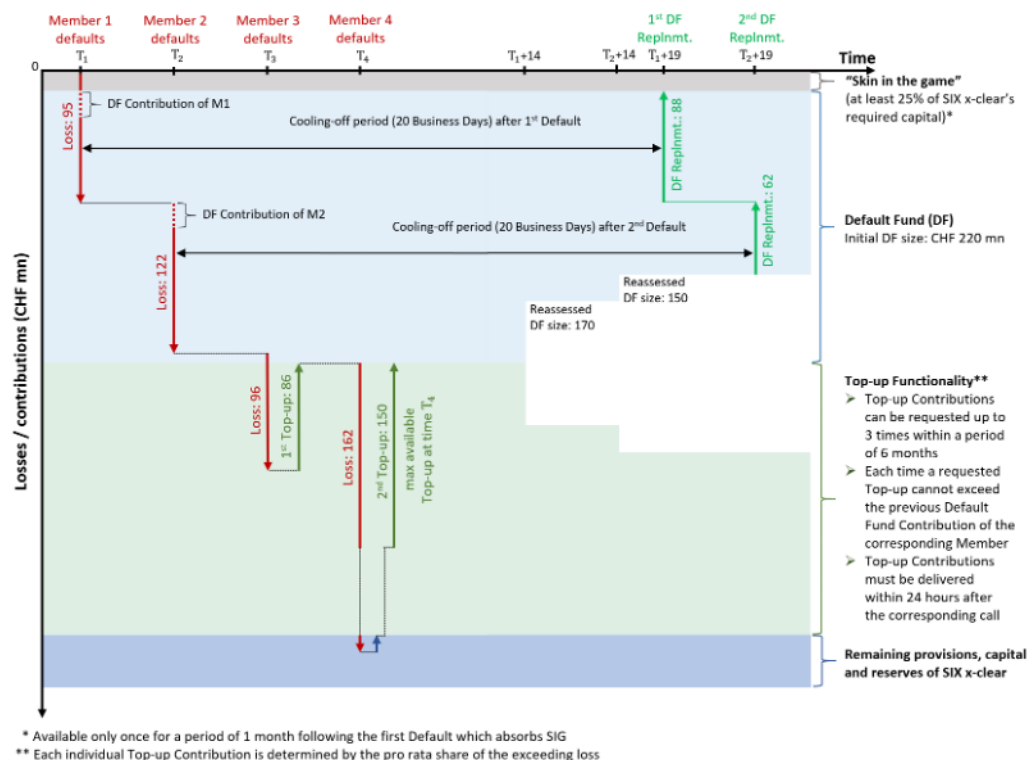 Member 1
defaults
T₁
Member 2
defaults
T₂
Member 3
defaults
T₃
Member 4
defaults
T₄
T₁+14
T₂+14
1st DF
Replnmt.
T₁+19
2nd DF
Replnmt.
T₂+19
Time
0
Losses / contributions (CHF mn)
Loss: 95
DF Contribution of M1
Cooling-off period (20 Business Days) after 1st Default
DF Replnmt.: 88
DF Contribution of M2
Cooling-off period (20 Business Days) after 2nd Default
DF Replnmt.: 62
Loss: 122
Reassessed
DF size: 170
Reassessed
DF size: 150
Loss: 96
1st Top-up: 86
Loss: 162
2nd Top-up: 150
max available
Top-up at time T₄
"Skin in the game"
(at least 25% of SIX x-clear's
required capital)*
Default Fund (DF)
Initial DF size: CHF 220 mn
Top-up Functionality**
➤ Top-up Contributions
can be requested up to
3 times within a period
of 6 months
➤ Each time a requested
Top-up cannot exceed
the previous Default
Fund Contribution of the
corresponding Member
➤ Top-up Contributions
must be delivered
within 24 hours after
the corresponding call
Remaining provisions, capital
and reserves of SIX x-clear
* Available only once for a period of 1 month following the first Default which absorbs SIG
** Each individual Top-up Contribution is determined by the pro rata share of the exceeding loss